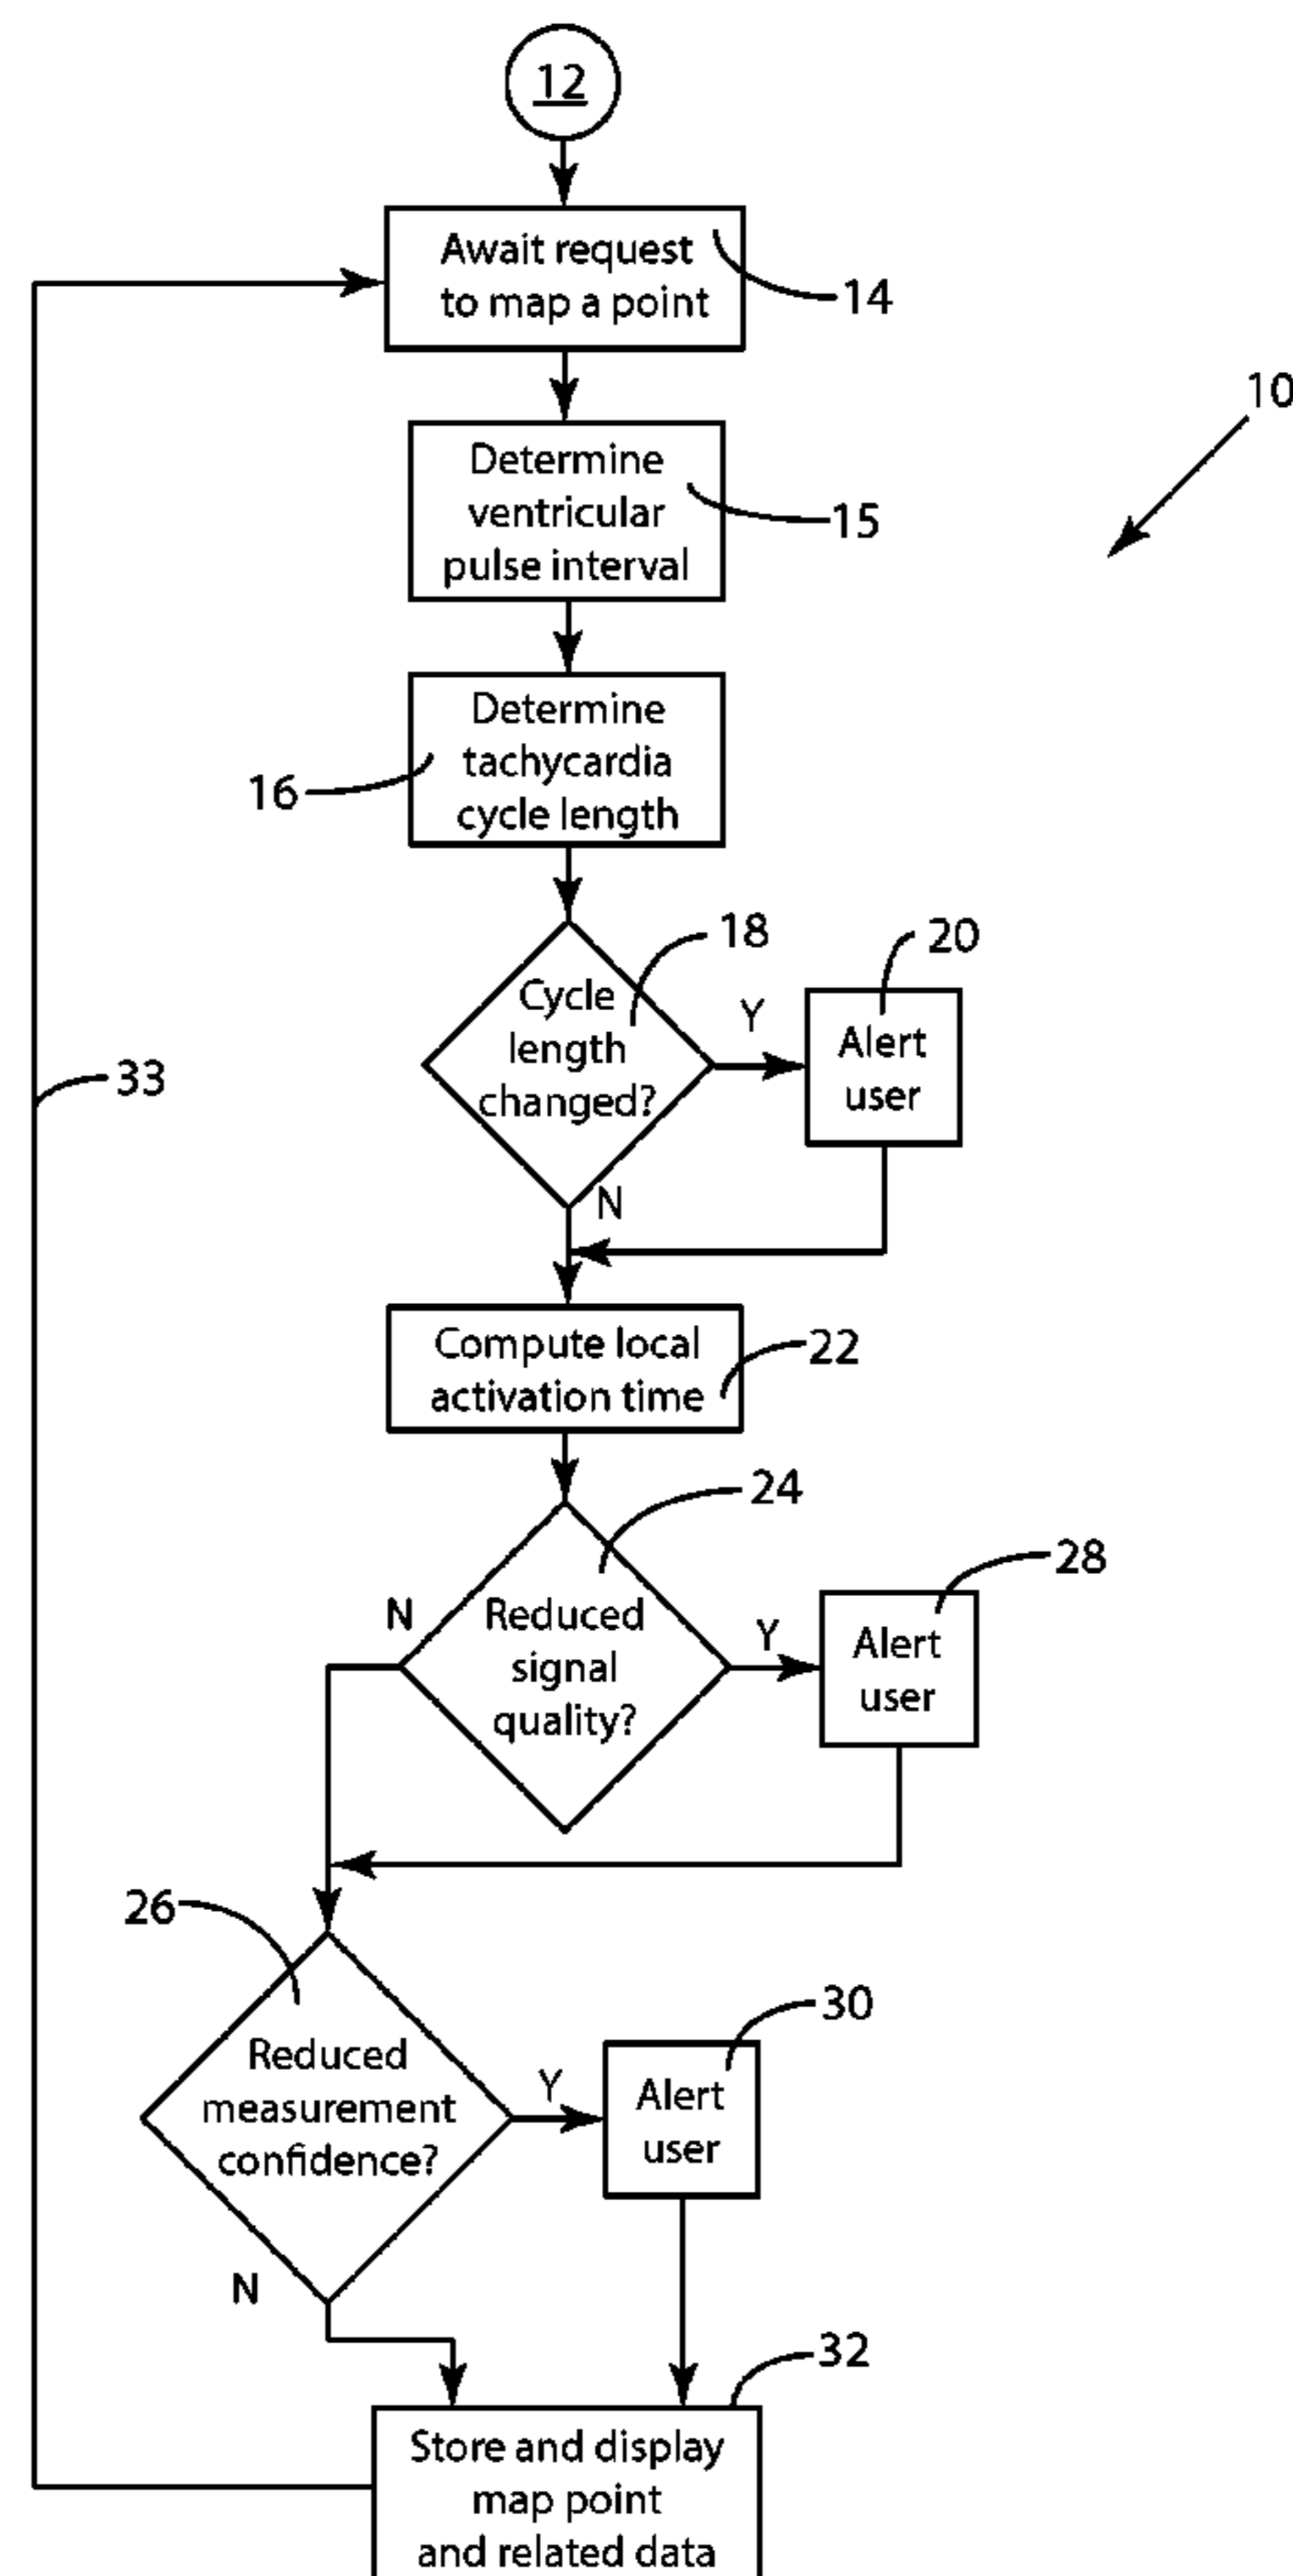 12
Await request
to map a point
14
10
Determine
ventricular
pulse interval
15
Determine
tachycardia
cycle length
16
18
20
Cycle
length
changed?
Y
Alert
user
33
N
Compute local
activation time
22
24
28
N
Reduced
signal
quality?
Y
Alert
user
26
30
Reduced
measurement
confidence?
Y
Alert
user
N
32
Store and display
map point
and related data